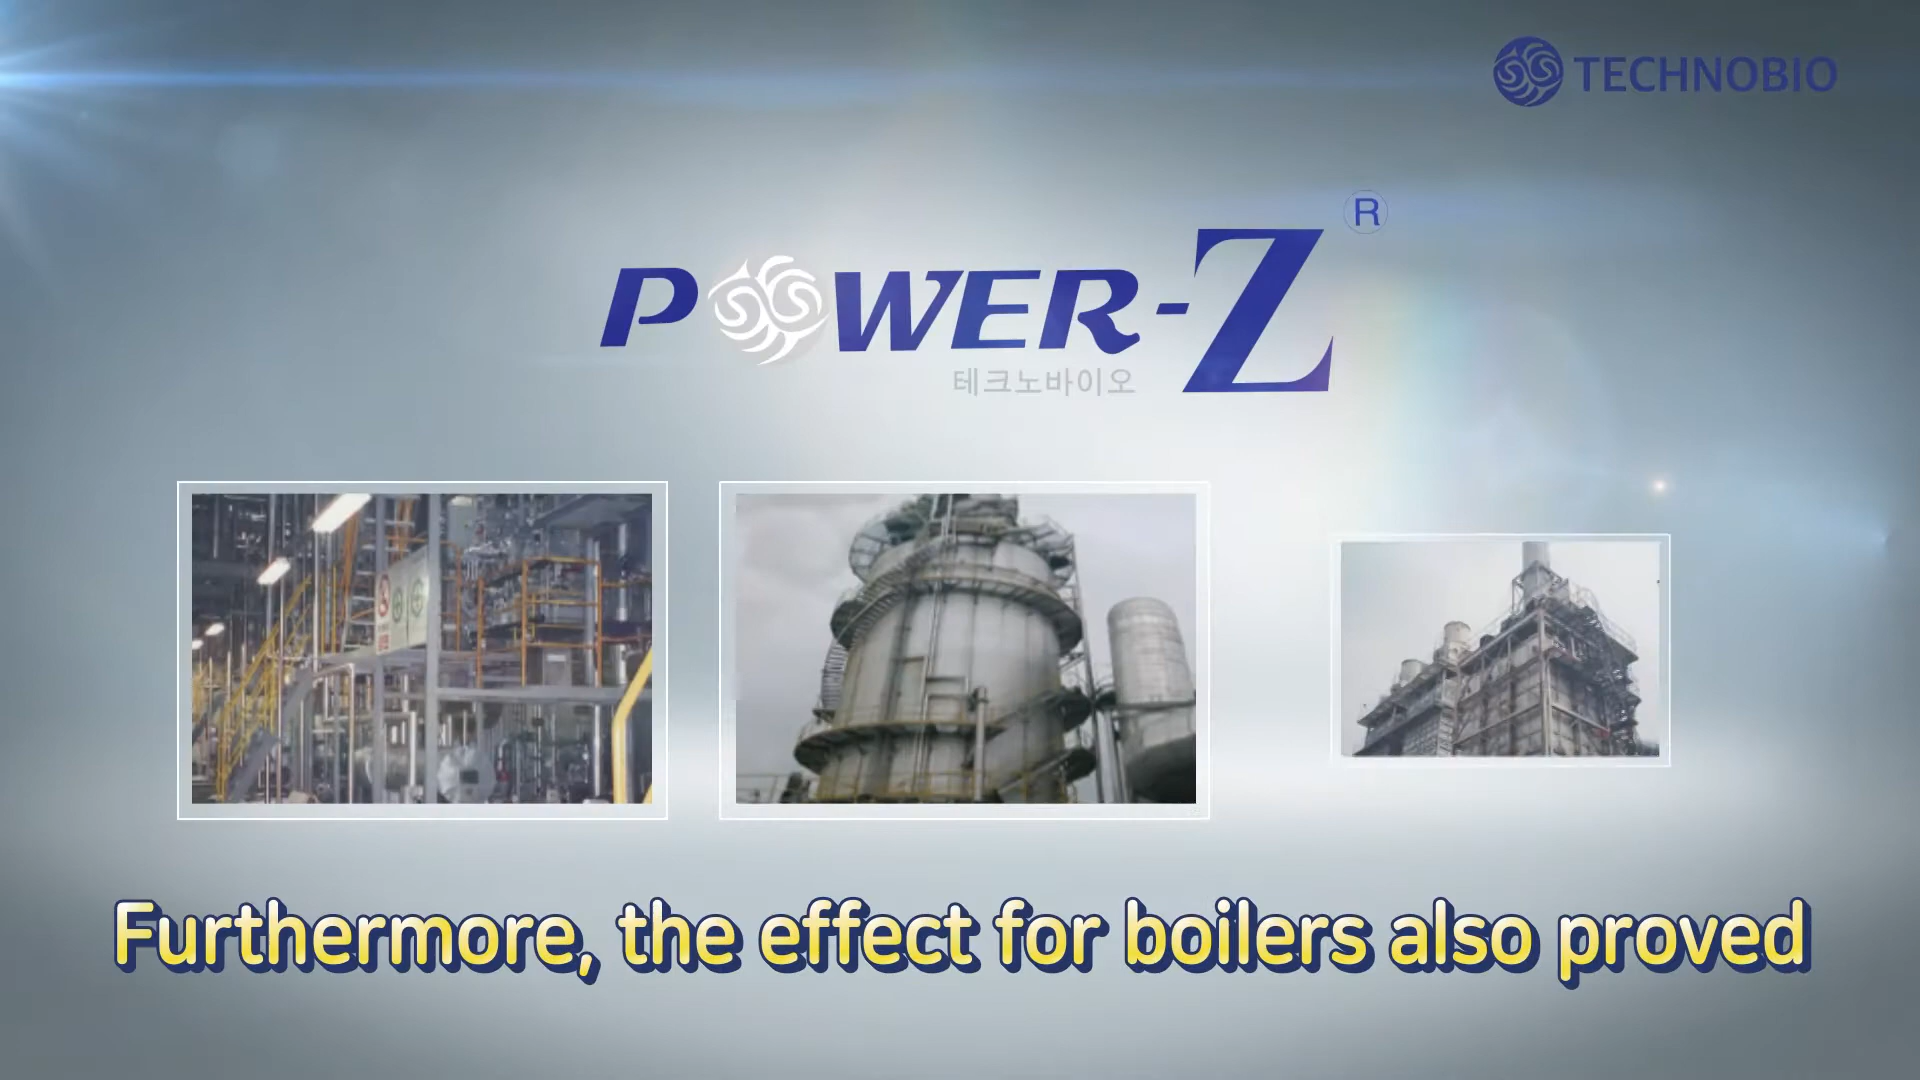 TECHNOBIO
POWER-Z®
테크노바이오
Furthermore, the effect for boilers also proved